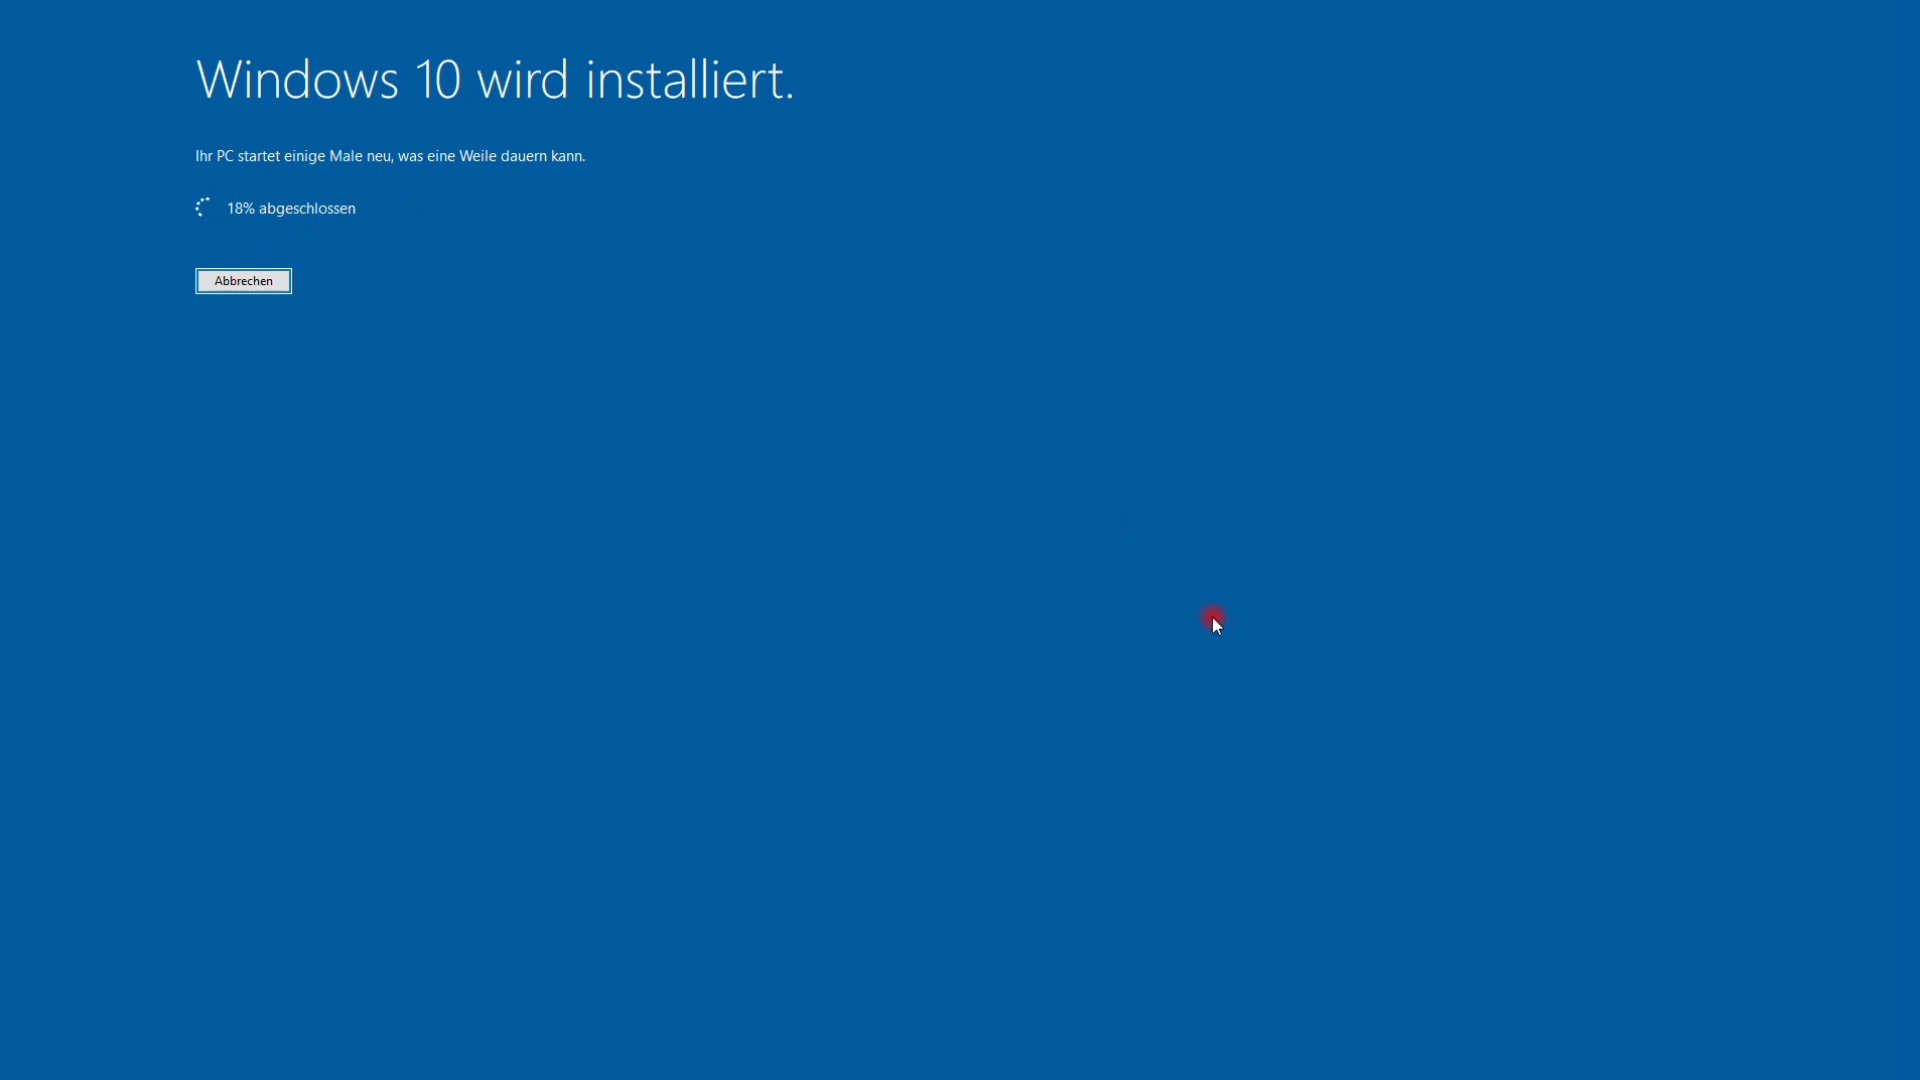 Windows 10 wird installiert.
Ihr PC startet einige Male neu, was eine Weile dauern kann.
18% abgeschlossen
Abbrechen